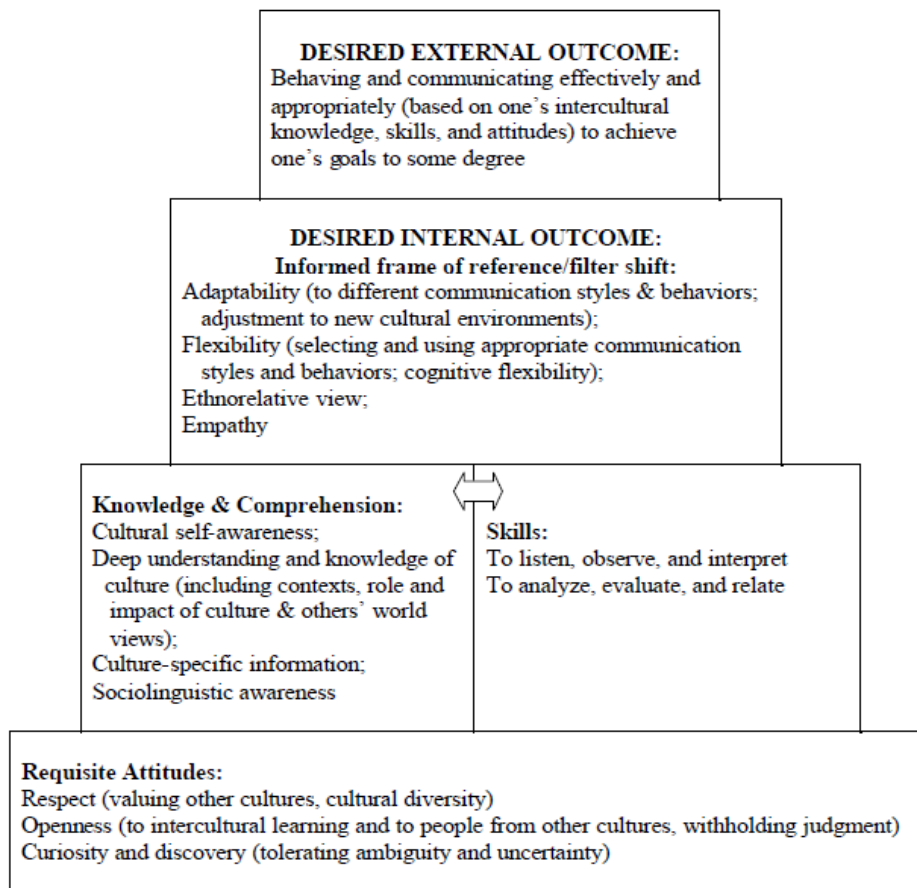 DESIRED EXTERNAL OUTCOME:
Behaving and communicating effectively and
appropriately (based on one's intercultural
knowledge, skills, and attitudes) to achieve
one's goals to some degree
DESIRED INTERNAL OUTCOME:
Informed frame of reference/filter shift:
Adaptability (to different communication styles & behaviors;
adjustment to new cultural environments);
Flexibility (selecting and using appropriate communication
styles and behaviors; cognitive flexibility);
Ethnorelative view;
Empathy
Knowledge & Comprehension:
Cultural self-awareness;
Deep understanding and knowledge of
culture (including contexts, role and
impact of culture & others' world
views);
Culture-specific information;
Sociolinguistic awareness
Skills:
To listen, observe, and interpret
To analyze, evaluate, and relate
Requisite Attitudes:
Respect (valuing other cultures, cultural diversity)
Openness (to intercultural learning and to people from other cultures, withholding judgment)
Curiosity and discovery (tolerating ambiguity and uncertainty)